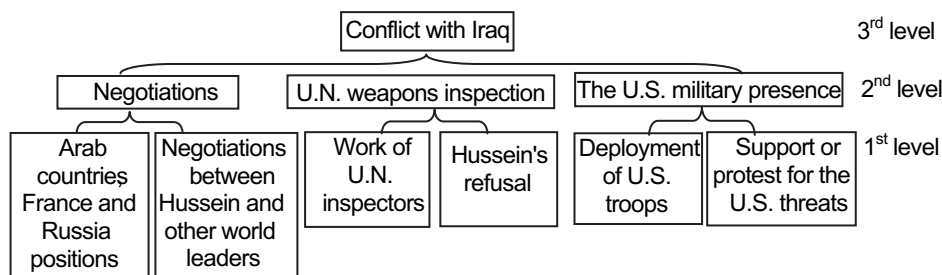 Conflict with Iraq
3rd level
Negotiations
U.N. weapons inspection
The U.S. military presence
2nd level
Arab
countries,
France and
Russia
positions
Negotiations
between
Hussein and
other world
leaders
Work of
U.N.
inspectors
Hussein's
refusal
Deployment
of U.S.
troops
Support or
protest for the
U.S. threats
1st level